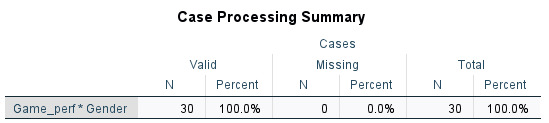 Case Processing Summary
Cases
Valid Missing Total
N Percent N Percent N Percent
Game_perf * Gender 30 100.0% 0 0.0% 30 100.0%